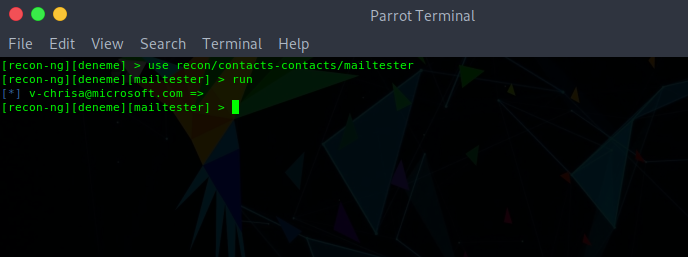 Parrot Terminal
File Edit View Search Terminal Help
[recon-ng][deneme] > use recon/contacts-contacts/mailtester
[recon-ng][deneme][mailtester] > run
[*] v-chrisa@microsoft.com =>
[recon-ng][deneme][mailtester] >